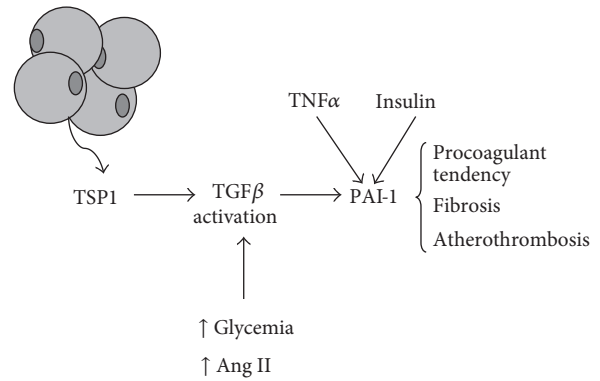 TNFα
Insulin
TSP1
TGFβ
activation
PAI-1
Procoagulant
tendency
Fibrosis
Atherothrombosis
↑ Glycemia
↑ Ang II